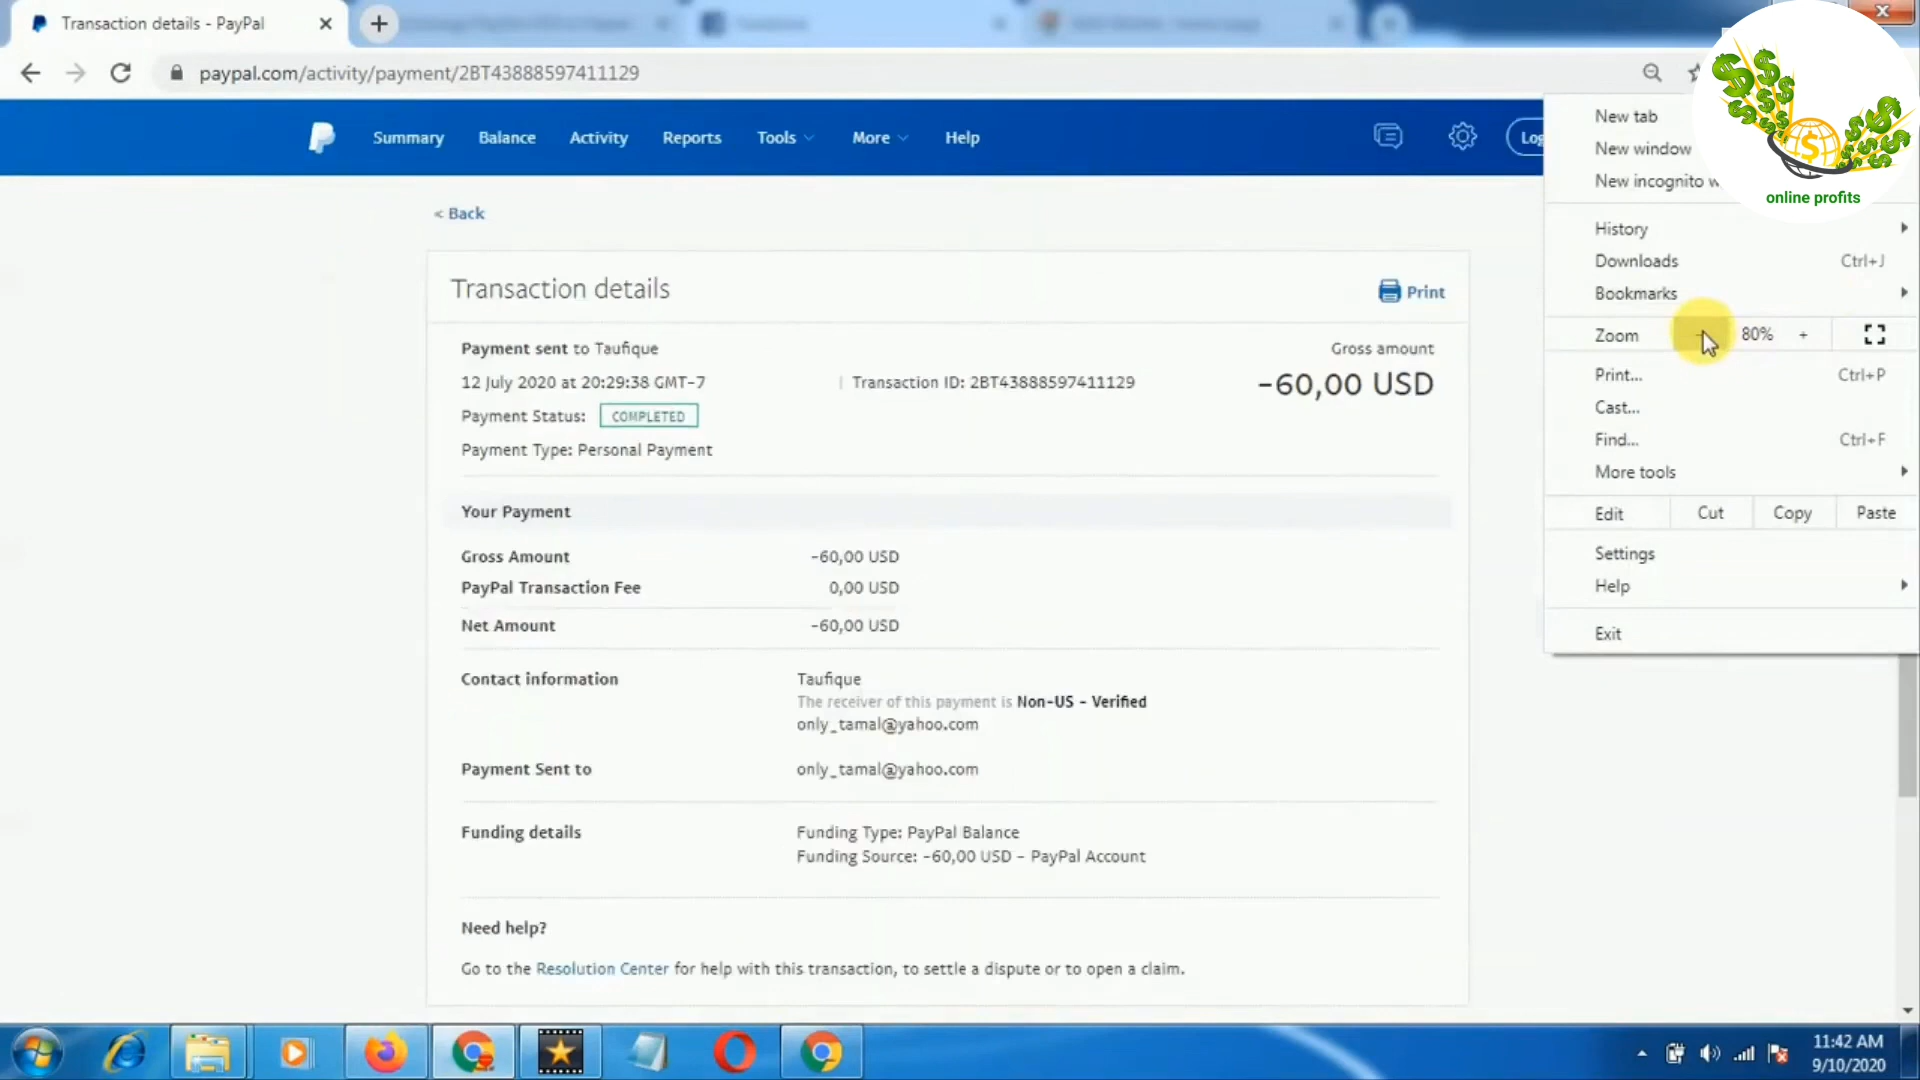 Transaction details - PayPal
paypal.com/activity/payment/2BT43888597411129
Summary Balance Activity Reports Tools More Help
Log
< Back
Transaction details
Print
Payment sent to Taufique
Gross amount
12 July 2020 at 20:29:38 GMT-7 | Transaction ID: 2BT43888597411129
-60,00 USD
Payment Status: COMPLETED
Payment Type: Personal Payment
Your Payment
Gross Amount -60,00 USD
PayPal Transaction Fee 0,00 USD
Net Amount -60,00 USD
Contact information Taufique
The receiver of this payment is Non-US - Verified
only_tamal@yahoo.com
Payment Sent to only_tamal@yahoo.com
Funding details Funding Type: PayPal Balance
Funding Source: -60,00 USD - PayPal Account
Need help?
Go to the Resolution Center for help with this transaction, to settle a dispute or to open a claim.
New tab
New window
New incognito w
History
Downloads Ctrl+J
Bookmarks
Zoom - 80% +
Print... Ctrl+P
Cast...
Find... Ctrl+F
More tools
Edit Cut Copy Paste
Settings
Help
Exit
online profits
11:42 AM
9/10/2020